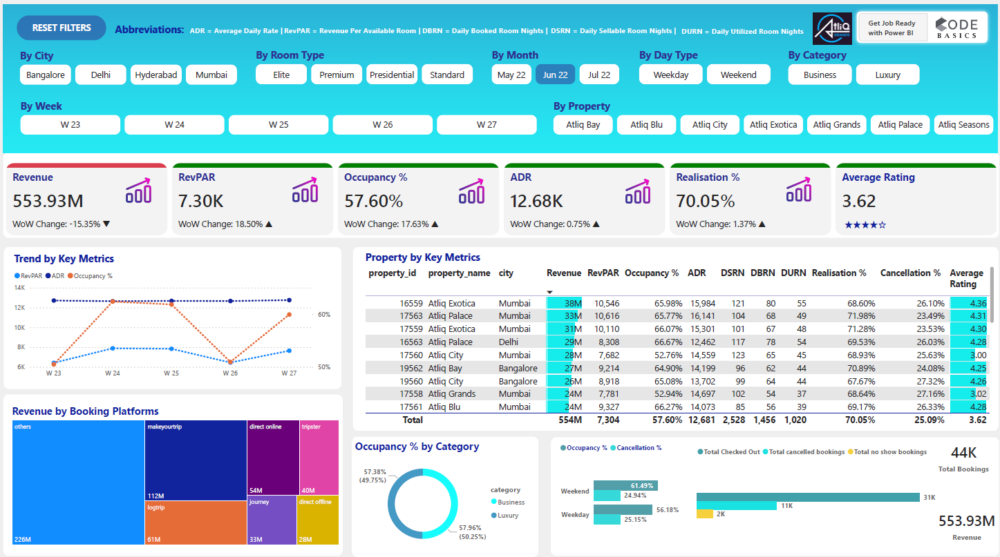 RESET FILTERS
Abbreviations: ADR = Average Daily Rate | RevPAR = Revenue Per Available Room | DBRN = Daily Booked Room Nights | DSRN = Daily Sellable Room Nights | DURN = Daily Utilized Room Nights
AtliQ
GRANDS
Get Job Ready
with Power BI
CODE
BASICS
By City
Bangalore Delhi Hyderabad Mumbai
By Room Type
Elite Premium Presidential Standard
By Month
May 22 Jun 22 Jul 22
By Day Type
Weekday Weekend
By Category
Business Luxury
By Week
W 23 W 24 W 25 W 26 W 27
By Property
Atliq Bay Atliq Blu Atliq City Atliq Exotica Atliq Grands Atliq Palace Atliq Seasons
Revenue
553.93M
WoW Change: -15.35% ▼
RevPAR
7.30K
WoW Change: 18.50% ▲
Occupancy %
57.60%
WoW Change: 17.63% ▲
ADR
12.68K
WoW Change: 0.75% ▲
Realisation %
70.05%
WoW Change: 1.37% ▲
Average Rating
3.62
★★★★☆
Trend by Key Metrics
RevPAR ADR Occupancy %
14K
12K
10K
8K
6K
60%
50%
W 23 W 24 W 25 W 26 W 27
Property by Key Metrics
property_id property_name city Revenue RevPAR Occupancy % ADR DSRN DBRN DURN Realisation % Cancellation % Average
Rating
16559 Atliq Exotica Mumbai 38M 10,546 65.98% 15,984 121 80 55 68.60% 26.10% 4.36
17563 Atliq Palace Mumbai 33M 10,616 65.77% 16,141 104 68 49 71.98% 23.49% 4.31
17559 Atliq Exotica Mumbai 31M 10,110 66.07% 15,301 101 67 48 71.28% 23.53% 4.30
16563 Atliq Palace Delhi 29M 8,308 66.67% 12,462 117 78 54 69.53% 26.03% 4.28
17560 Atliq City Mumbai 28M 7,682 52.76% 14,559 123 65 45 68.93% 25.63% 3.00
19562 Atliq Bay Bangalore 27M 9,214 64.90% 14,199 96 62 44 70.89% 24.08% 4.25
19560 Atliq City Bangalore 26M 8,918 65.08% 13,702 99 64 44 67.67% 27.32% 4.26
17558 Atliq Grands Mumbai 24M 7,781 52.94% 14,697 102 54 37 68.64% 27.16% 3.02
17561 Atliq Blu Mumbai 24M 9,327 66.27% 14,073 85 56 39 69.17% 26.33% 4.28
Total 554M 7,304 57.60% 12,681 2,528 1,456 1,020 70.05% 25.09% 3.62
Revenue by Booking Platforms
others
226M
makeyourtrip
112M
logtrip
61M
direct online
54M
tripster
40M
journey
33M
direct offline
28M
Occupancy % by Category
57.38%
(49.75%)
57.96%
(50.25%)
category
Business
Luxury
Occupancy % Cancellation %
Weekend
61.49%
24.94%
Weekday
56.18%
25.15%
Total Checked Out Total cancelled bookings Total no show bookings
31K
11K
2K
44K
Total Bookings
553.93M
Revenue